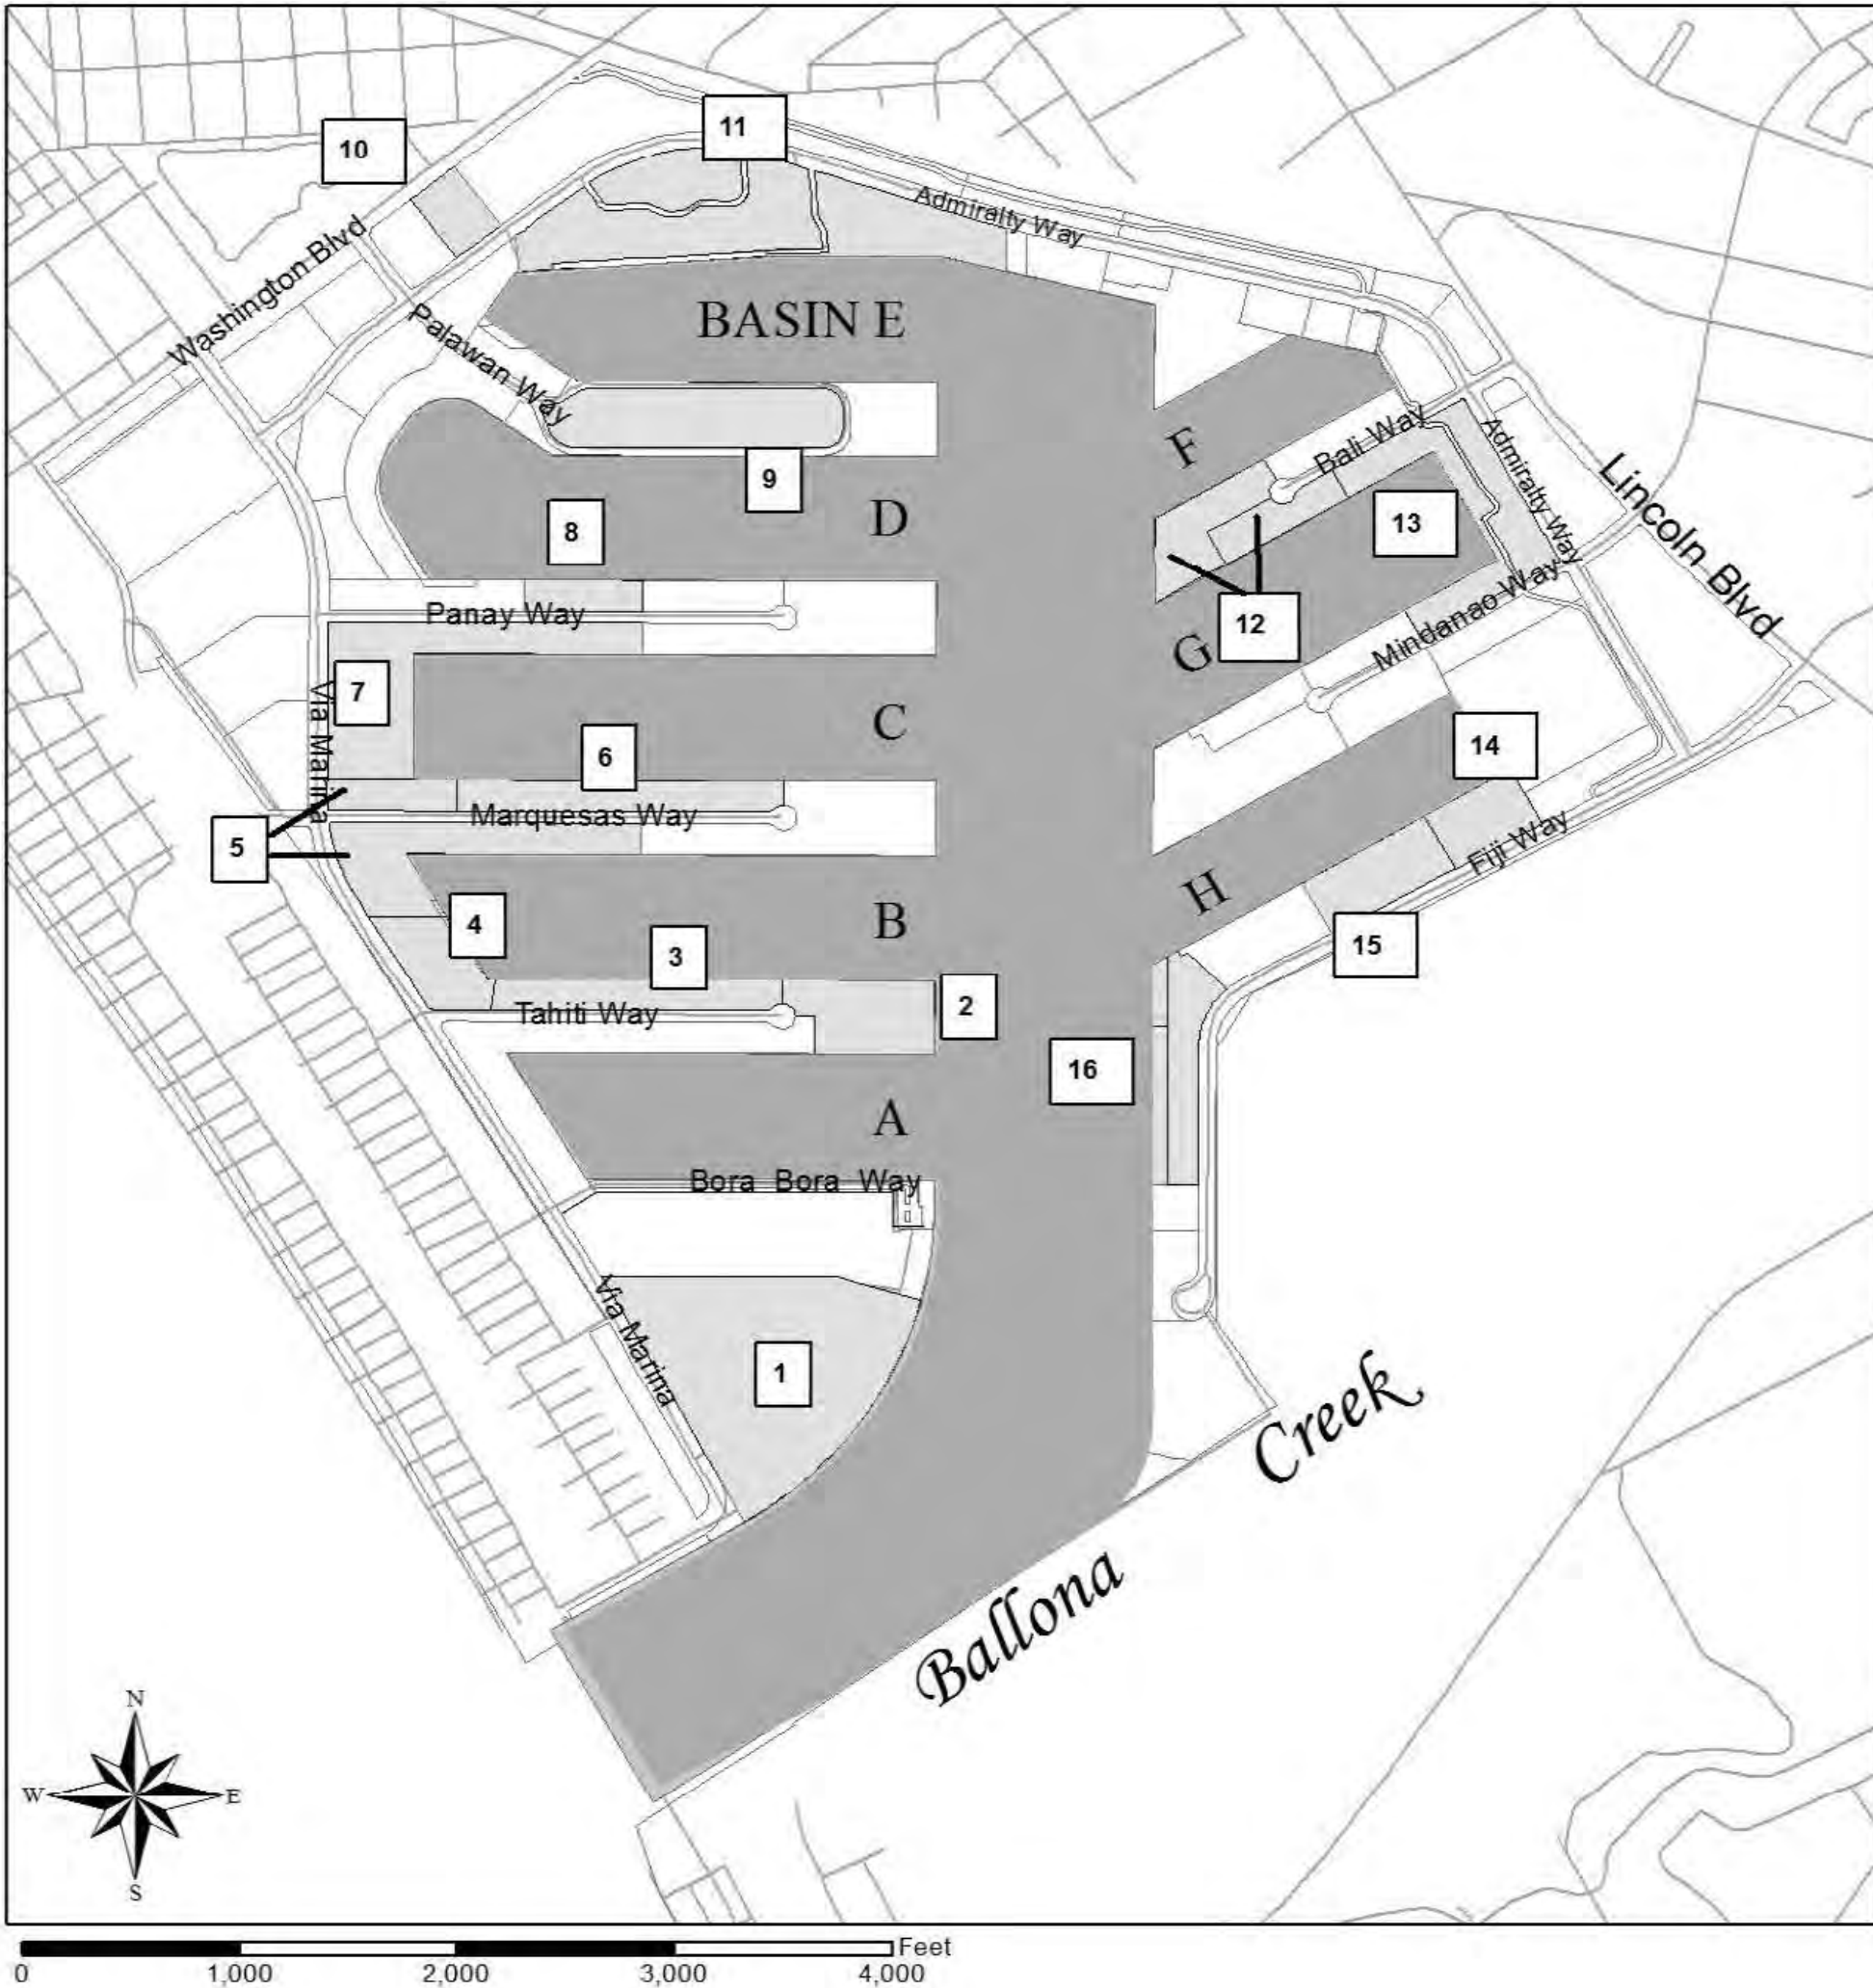 11
10
Admiralty Way
Washington Blvd
BASIN E
Palawan Way
F
Bali Way
Admiralty Way
Lincoln Blvd
9
D
8
13
Panay Way
12
G
Mindanao Way
Via Marina
7
C
6
14
5
Marquesas Way
Fiji Way
H
4
B
3
15
2
Tahiti Way
16
A
Bora Bora Way
Via Marina
1
Ballona Creek
N
W E
S
Feet
0 1,000 2,000 3,000 4,000